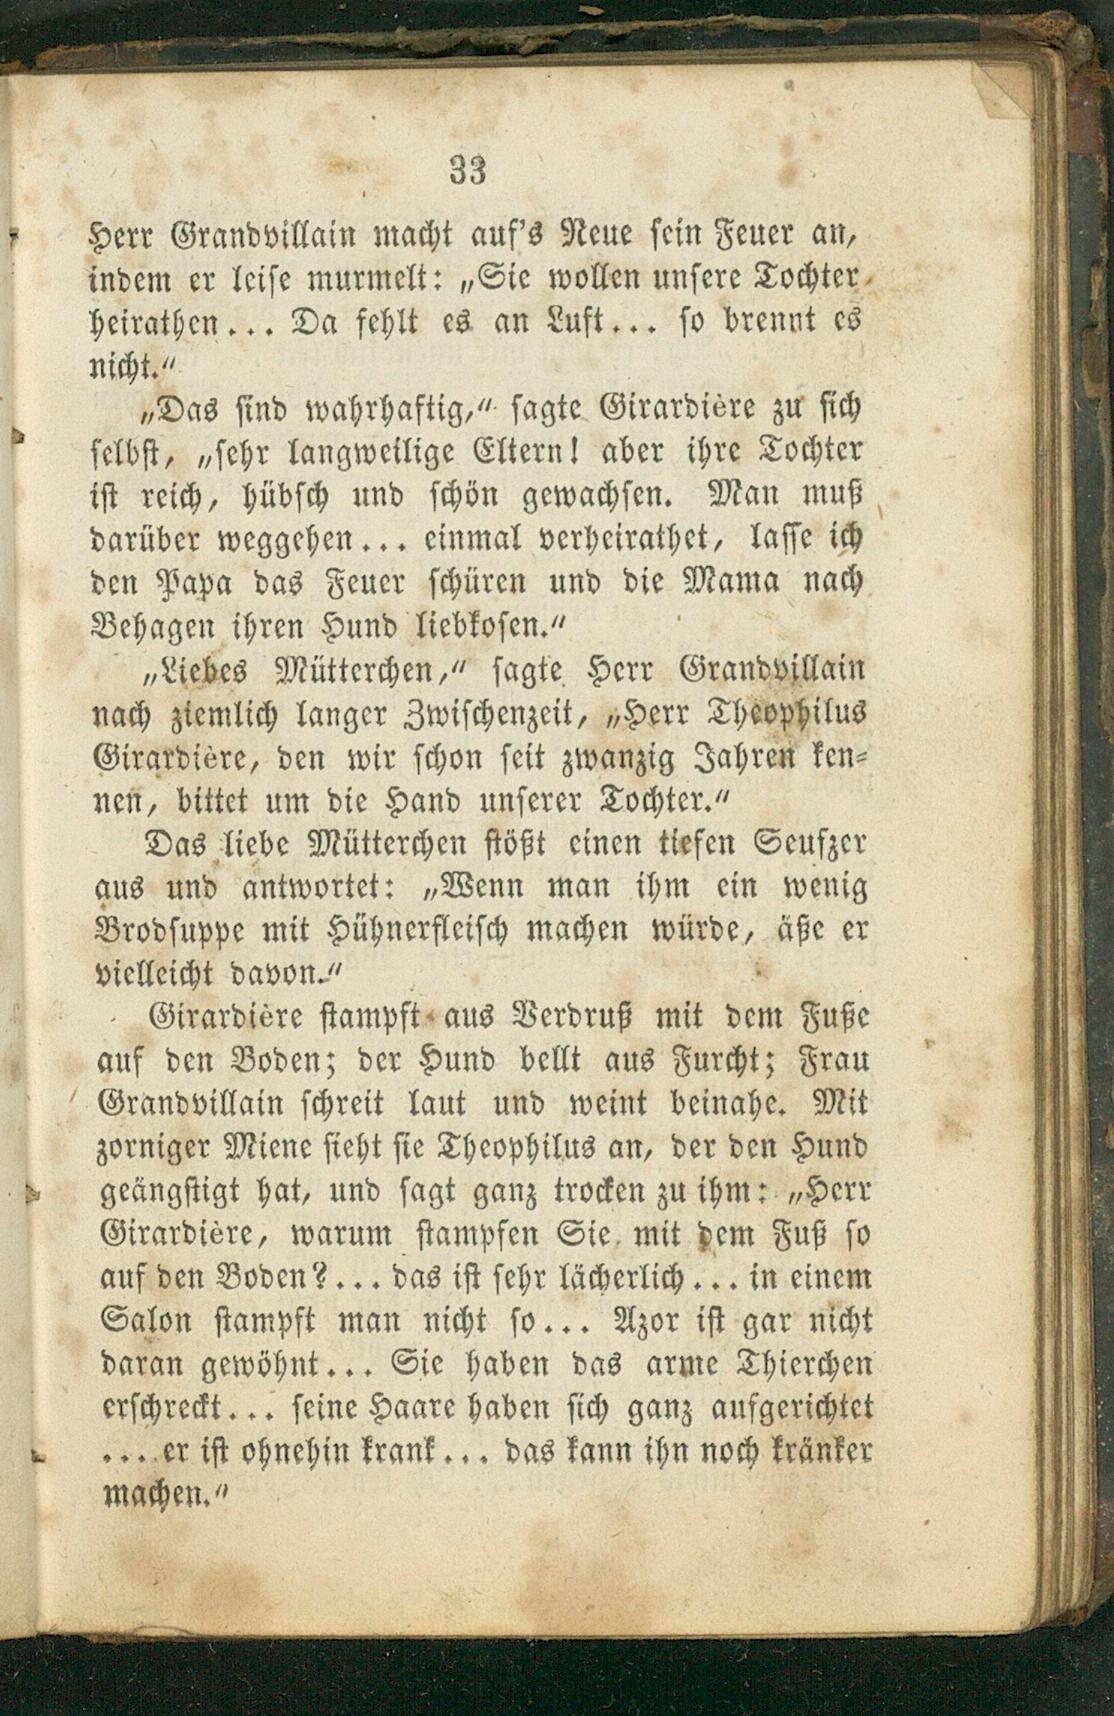 33
Herr Grandvillain macht auf's Neue sein Feuer an,
indem er leise murmelt: „Sie wollen unsere Tochter
heirathen... Da fehlt es an Luft... so brennt es
nicht.“
„Das sind wahrhaftig,“ sagte Girardière zu sich
selbst, „sehr langweilige Eltern! aber ihre Tochter
ist reich, hübsch und schön gewachsen. Man muß
darüber weggehen... einmal verheirathet, lasse ich
den Papa das Feuer schüren und die Mama nach
Behagen ihren Hund liebkosen.“
„Liebes Mütterchen,“ sagte Herr Grandvillain
nach ziemlich langer Zwischenzeit, „Herr Theophilus
Girardière, den wir schon seit zwanzig Jahren ken-
nen, bittet um die Hand unserer Tochter.“
Das liebe Mütterchen stößt einen tiefen Seufzer
aus und antwortet: „Wenn man ihm ein wenig
Brodsuppe mit Hühnerfleisch machen würde, äße er
vielleicht davon.“
Girardière stampft aus Verdruß mit dem Fuße
auf den Boden; der Hund bellt aus Furcht; Frau
Grandvillain schreit laut und weint beinahe. Mit
zorniger Miene sieht sie Theophilus an, der den Hund
geängstigt hat, und sagt ganz trocken zu ihm: „Herr
Girardière, warum stampfen Sie mit dem Fuß so
auf den Boden?... das ist sehr lächerlich... in einem
Salon stampft man nicht so... Azor ist gar nicht
daran gewöhnt... Sie haben das arme Thierchen
erschreckt... seine Haare haben sich ganz aufgerichtet
... er ist ohnehin krank... das kann ihn noch kränker
machen.“